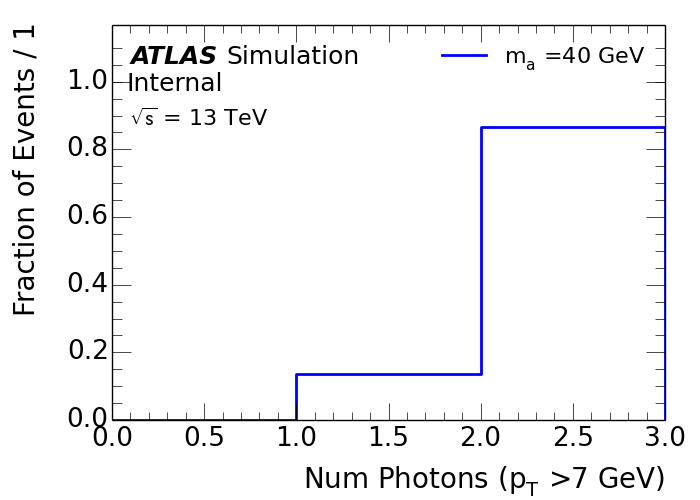 Fraction of Events / 1
ATLAS Simulation
Internal
√s = 13 TeV
mₐ =40 GeV
1.0
0.8
0.6
0.4
0.2
0.0
0.0 0.5 1.0 1.5 2.0 2.5 3.0
Num Photons (p_T >7 GeV)